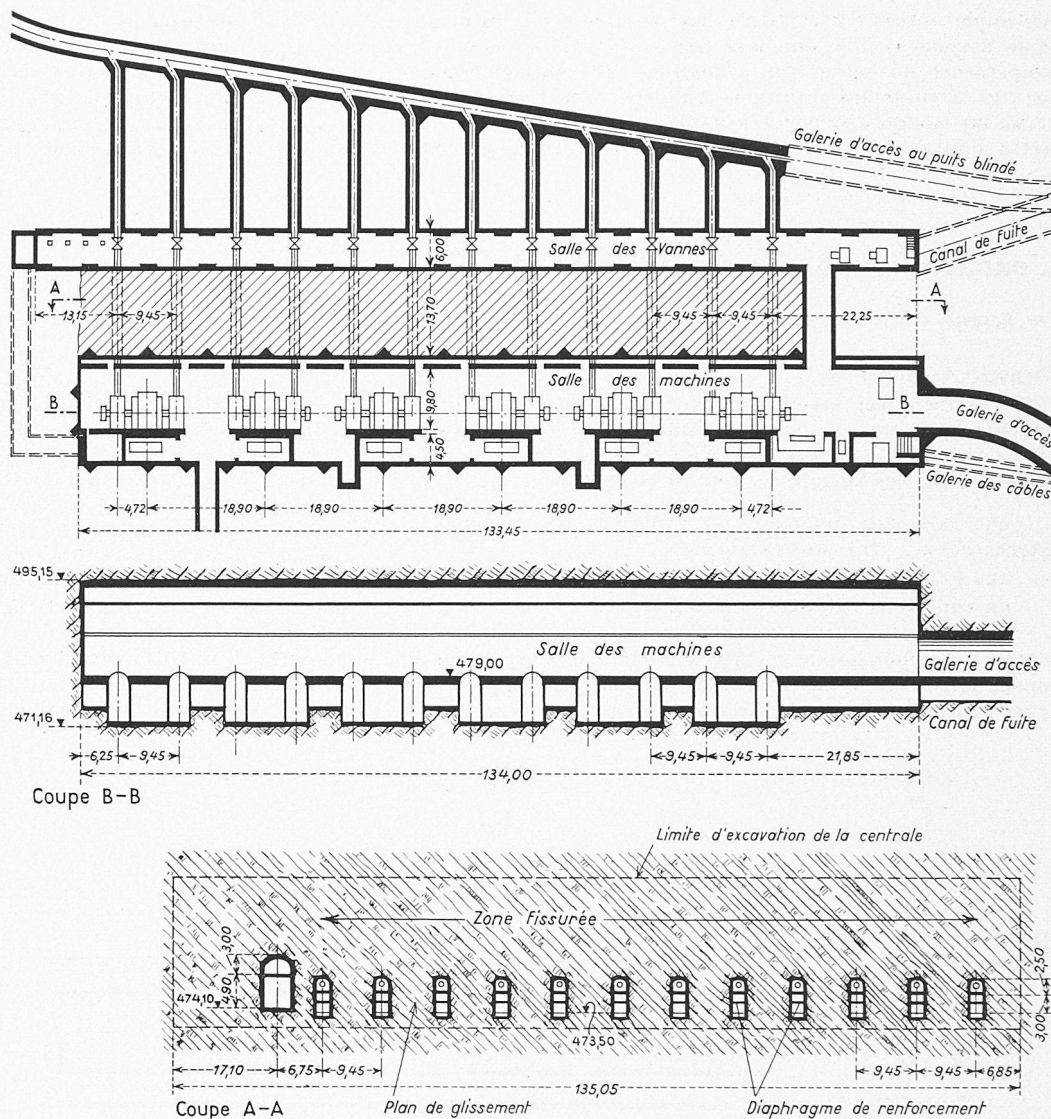 Galerie d'accès au puits blindé
Salle des Vannes
6,00
Canal de fuite
A
A
13,15
9,45
13,70
9,45
9,45
22,25
Salle des machines
B
9,80
B
Galerie d'accès
4,50
Galerie des câbles
4,72
18,90
18,90
18,90
18,90
18,90
4,72
133,45
495,15
Salle des machines
479,00
Galerie d'accès
471,16
Canal de fuite
6,25
9,45
9,45
9,45
21,85
134,00
Coupe B-B
Limite d'excavation de la centrale
Zone fissurée
3,00
4,90
2,50
474,10
473,50
3,00
17,10
6,75
9,45
9,45
9,45
6,85
135,05
Coupe A-A
Plan de glissement
Diaphragme de renforcement